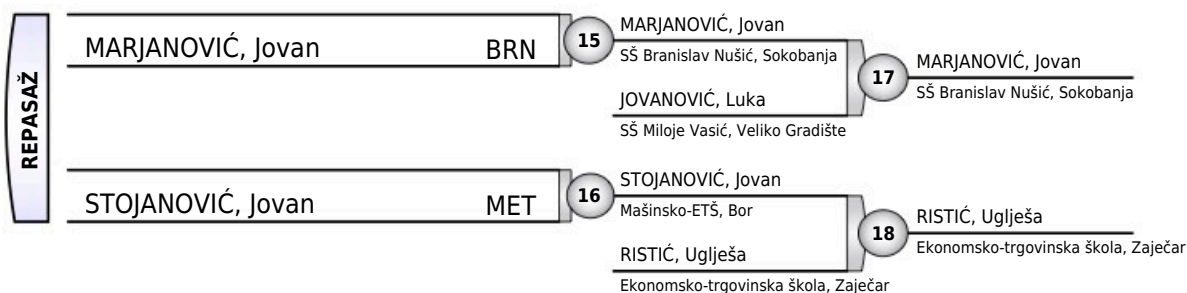 REPASAŽ
MARJANOVIĆ, Jovan BRN
15
MARJANOVIĆ, Jovan
SŠ Branislav Nušić, Sokobanja
JOVANOVIĆ, Luka
SŠ Miloje Vasić, Veliko Gradište
17
MARJANOVIĆ, Jovan
SŠ Branislav Nušić, Sokobanja
STOJANOVIĆ, Jovan MET
16
STOJANOVIĆ, Jovan
Mašinsko-ETŠ, Bor
RISTIĆ, Uglješa
Ekonomsko-trgovinska škola, Zaječar
18
RISTIĆ, Uglješa
Ekonomsko-trgovinska škola, Zaječar